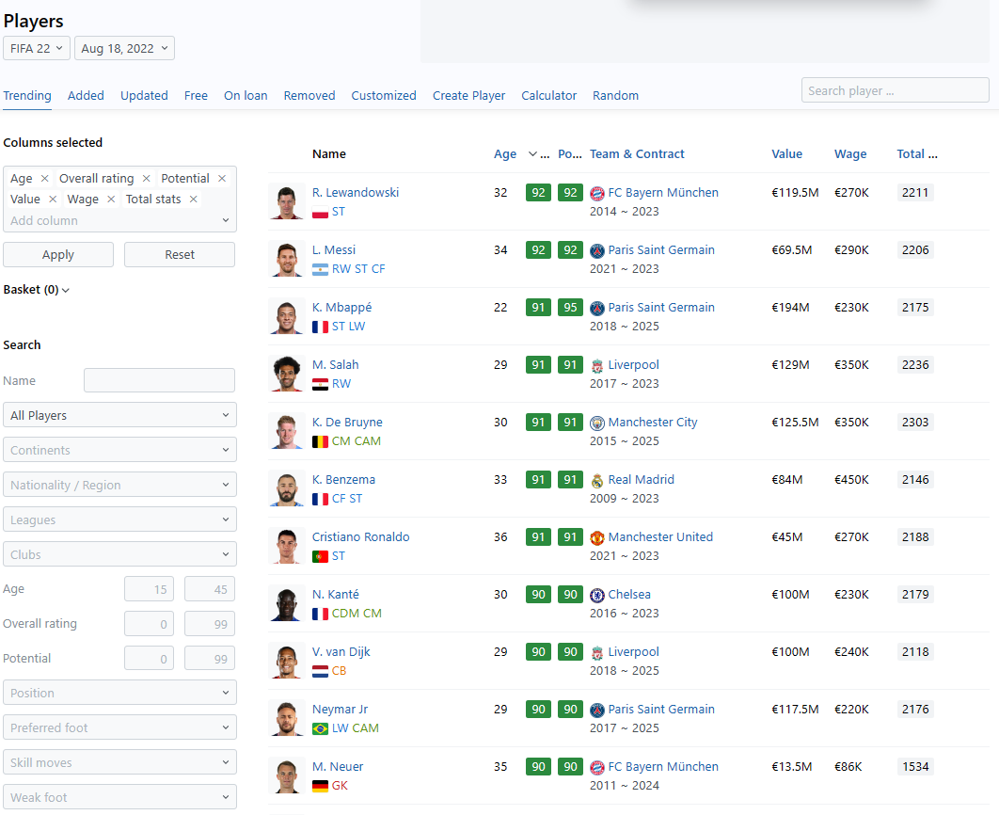 Players
FIFA 22 Aug 18, 2022
Trending Added Updated Free On loan Removed Customized Create Player Calculator Random Search player ...
Columns selected
Age × Overall rating × Potential ×
Value × Wage × Total stats ×
Add column
Apply Reset
Basket (0)
Search
Name
All Players
Continents
Nationality / Region
Leagues
Clubs
Age 15 45
Overall rating 0 99
Potential 0 99
Position
Preferred foot
Skill moves
Weak foot
Name Age ... Po... Team & Contract Value Wage Total ...
R. Lewandowski 32 92 92 FC Bayern München €119.5M €270K 2211
ST 2014 ~ 2023
L. Messi 34 92 92 Paris Saint Germain €69.5M €290K 2206
RW ST CF 2021 ~ 2023
K. Mbappé 22 91 95 Paris Saint Germain €194M €230K 2175
ST LW 2018 ~ 2025
M. Salah 29 91 91 Liverpool €129M €350K 2236
RW 2017 ~ 2023
K. De Bruyne 30 91 91 Manchester City €125.5M €350K 2303
CM CAM 2015 ~ 2025
K. Benzema 33 91 91 Real Madrid €84M €450K 2146
CF ST 2009 ~ 2023
Cristiano Ronaldo 36 91 91 Manchester United €45M €270K 2188
ST 2021 ~ 2023
N. Kanté 30 90 90 Chelsea €100M €230K 2179
CDM CM 2016 ~ 2023
V. van Dijk 29 90 90 Liverpool €100M €240K 2118
CB 2018 ~ 2025
Neymar Jr 29 90 90 Paris Saint Germain €117.5M €220K 2176
LW CAM 2017 ~ 2025
M. Neuer 35 90 90 FC Bayern München €13.5M €86K 1534
GK 2011 ~ 2024